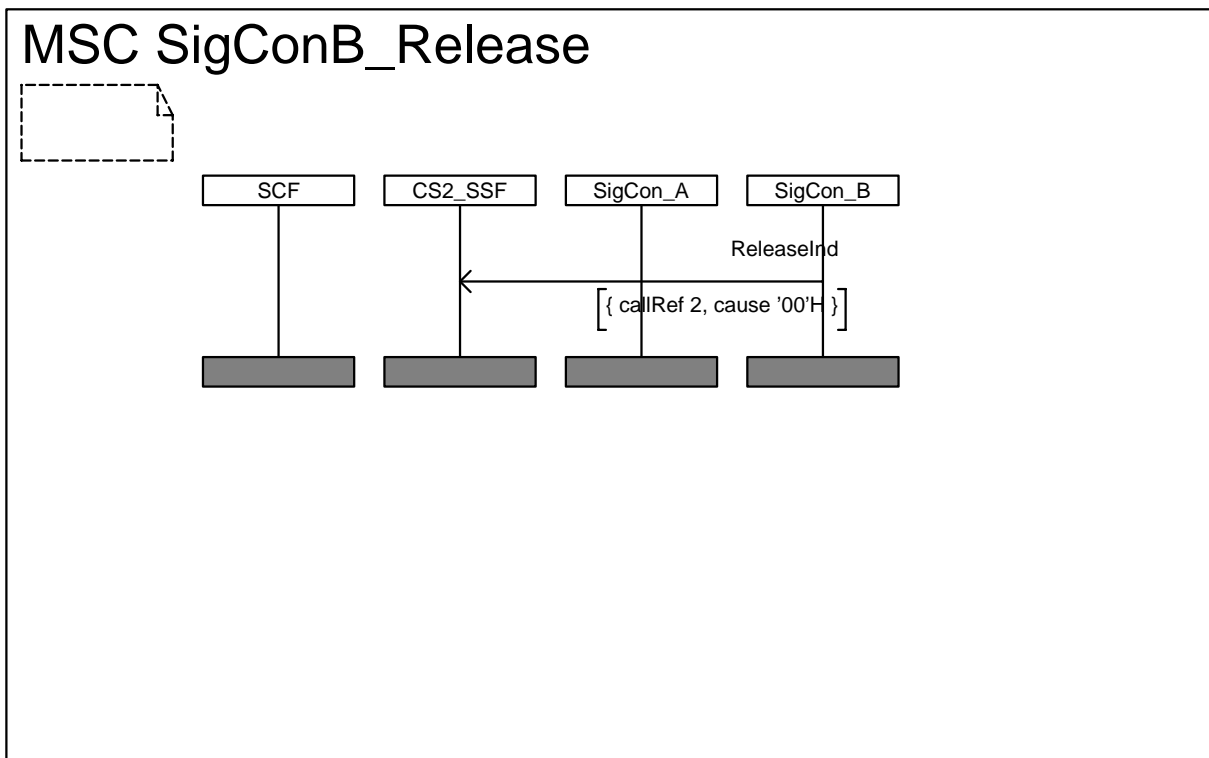 MSC SigConB_Release
SCF
CS2_SSF
SigCon_A
SigCon_B
ReleaseInd
{ callRef 2, cause ’00’H }